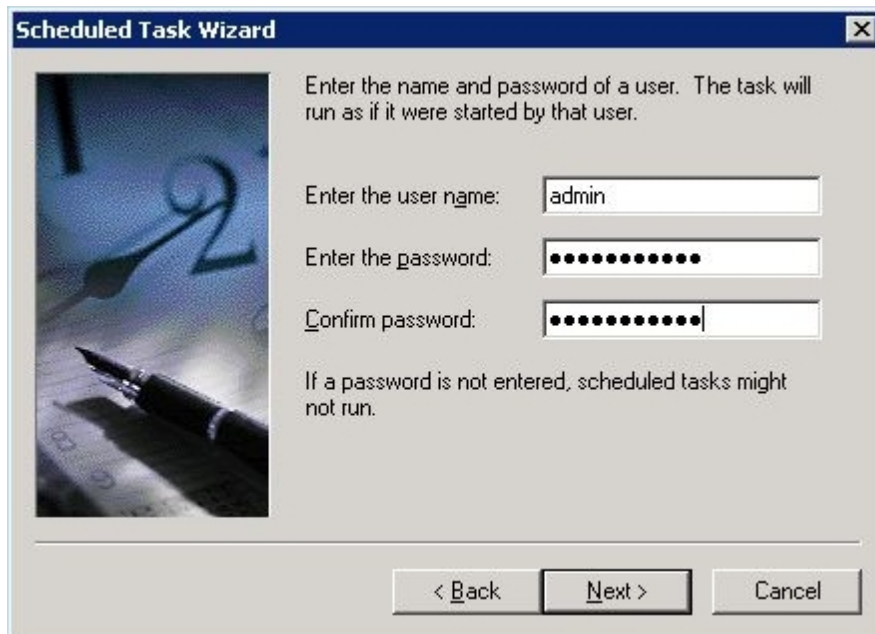 Scheduled Task Wizard
Enter the name and password of a user. The task will
run as if it were started by that user.
Enter the user name: admin
Enter the password: ●●●●●●●●●●●
Confirm password: ●●●●●●●●●●●
If a password is not entered, scheduled tasks might
not run.
< Back Next > Cancel